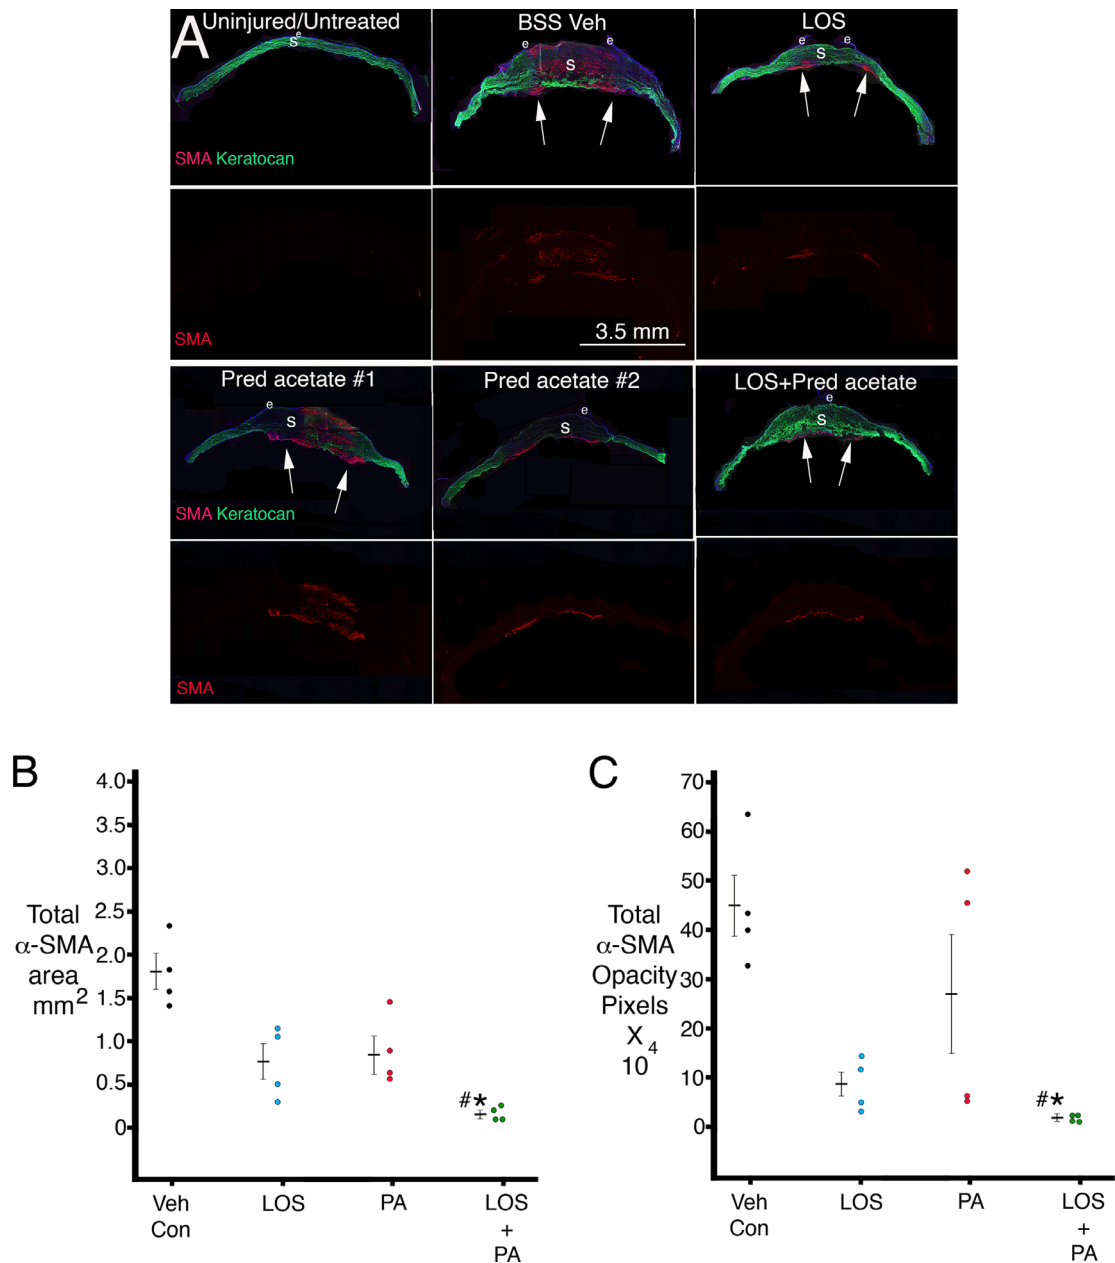 A
Uninjured/Untreated
e
S
SMA Keratocan
BSS Veh
e e
S
LOS
e e
S
SMA
3.5 mm
Pred acetate #1
e
S
SMA Keratocan
Pred acetate #2
e
S
LOS+Pred acetate
e
S
SMA
B
4.0
3.0
2.5
2.0
1.5
1.0
0.5
0
Total
α-SMA
area
mm2
#*
Veh
Con
LOS
PA
LOS
+
PA
C
70
60
50
40
30
20
10
0
Total
α-SMA
Opacity
Pixels
X
10 4
#*
Veh
Con
LOS
PA
LOS
+
PA